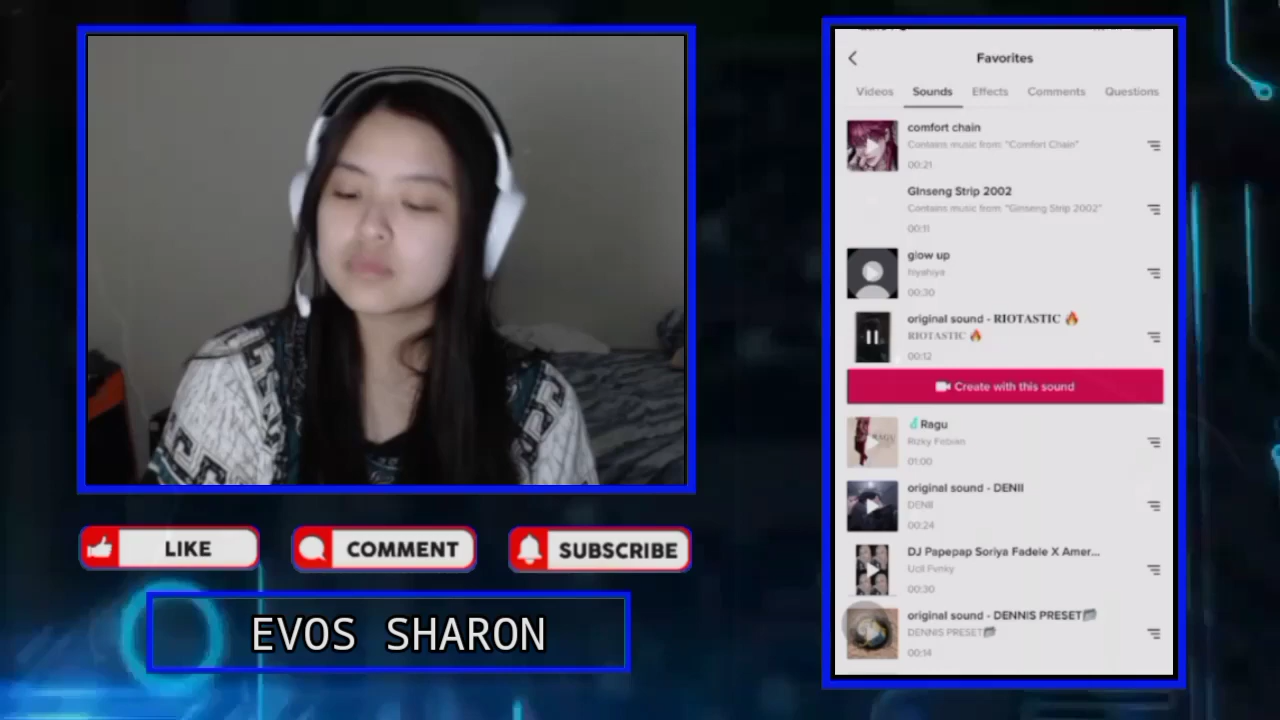 LIKE
COMMENT
SUBSCRIBE
EVOS SHARON
Favorites
Videos Sounds Effects Comments Questions
comfort chain
Contains music from "Comfort Chain"
00:21
GInseng Strip 2002
Contains music from "Ginseng Strip 2002"
00:11
glow up
hiyahiya
00:30
original sound - RIOTASTIC 🔥
RIOTASTIC 🔥
00:12
Create with this sound
Ragu
Rizky Febian
01:00
original sound - DENII
DENII
00:24
DJ Papepap Soriya Fadele X Amer...
00:30
original sound - DENNIS PRESET
DENNIS PRESET
00:14